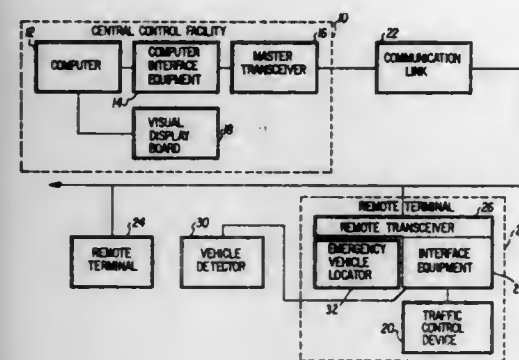 CENTRAL CONTROL FACILITY
10
12
COMPUTER
COMPUTER
INTERFACE
EQUIPMENT
14
16
MASTER
TRANSCEIVER
22
COMMUNICATION
LINK
VISUAL
DISPLAY
BOARD
18
24
REMOTE
TERMINAL
30
VEHICLE
DETECTOR
REMOTE TERMINAL
26
REMOTE TRANSCEIVER
EMERGENCY
VEHICLE
LOCATOR
32
INTERFACE
EQUIPMENT
20
TRAFFIC
CONTROL
DEVICE